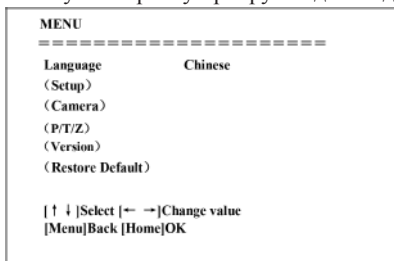 MENU
=====================
Language Chinese
(Setup)
(Camera)
(P/T/Z)
(Version)
(Restore Default)
[↑ ↓]Select [← →]Change value
[Menu]Back [Home]OK